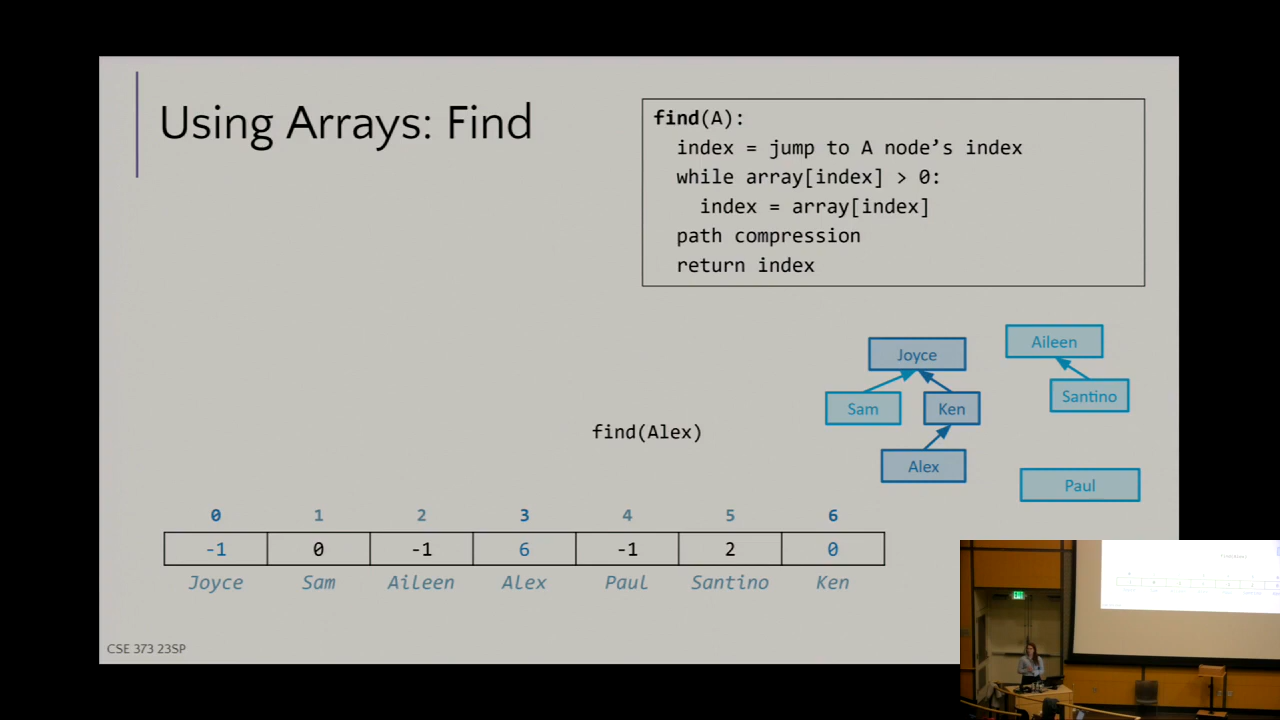 Using Arrays: Find
find(A):
index = jump to A node's index
while array[index] > 0:
index = array[index]
path compression
return index
Joyce
Aileen
Sam
Ken
Santino
find(Alex)
Alex
Paul
0 1 2 3 4 5 6
-1 0 -1 6 -1 2 0
Joyce Sam Aileen Alex Paul Santino Ken
CSE 373 23SP